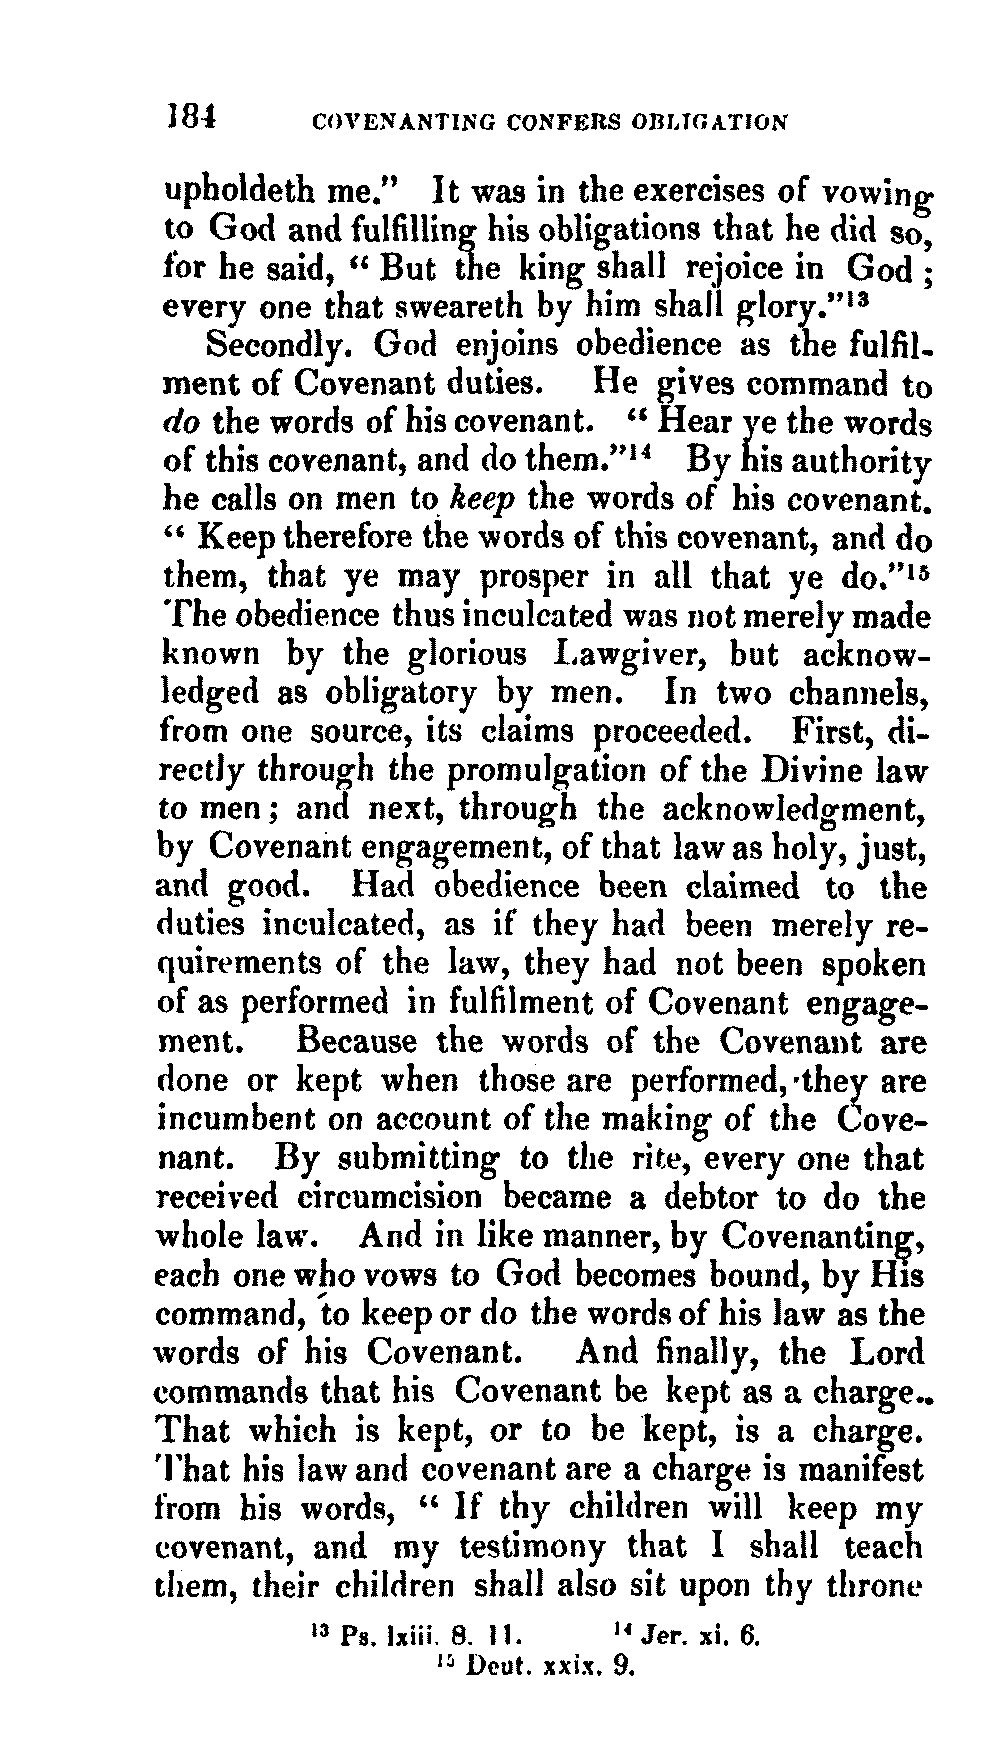 184 COVENANTING CONFERS OBLIGATION
upholdeth me." It was in the exercises of vowing
to God and fulfilling his obligations that he did so,
for he said, " But the king shall rejoice in God ;
every one that sweareth by him shall glory."¹³
Secondly. God enjoins obedience as the fulfil-
ment of Covenant duties. He gives command to
do the words of his covenant. " Hear ye the words
of this covenant, and do them."¹⁴ By his authority
he calls on men to keep the words of his covenant.
" Keep therefore the words of this covenant, and do
them, that ye may prosper in all that ye do."¹⁵
The obedience thus inculcated was not merely made
known by the glorious Lawgiver, but acknow-
ledged as obligatory by men. In two channels,
from one source, its claims proceeded. First, di-
rectly through the promulgation of the Divine law
to men ; and next, through the acknowledgment,
by Covenant engagement, of that law as holy, just,
and good. Had obedience been claimed to the
duties inculcated, as if they had been merely re-
quirements of the law, they had not been spoken
of as performed in fulfilment of Covenant engage-
ment. Because the words of the Covenant are
done or kept when those are performed, they are
incumbent on account of the making of the Cove-
nant. By submitting to the rite, every one that
received circumcision became a debtor to do the
whole law. And in like manner, by Covenanting,
each one who vows to God becomes bound, by His
command, to keep or do the words of his law as the
words of his Covenant. And finally, the Lord
commands that his Covenant be kept as a charge..
That which is kept, or to be kept, is a charge.
That his law and covenant are a charge is manifest
from his words, " If thy children will keep my
covenant, and my testimony that I shall teach
them, their children shall also sit upon thy throne
¹³ Ps. lxiii. 8. 11. ¹⁴ Jer. xi. 6.
¹⁵ Deut. xxix. 9.